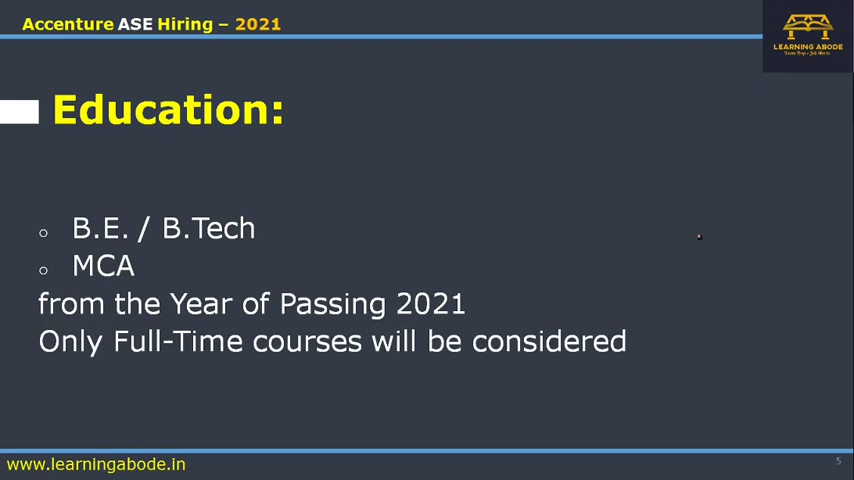 Accenture ASE Hiring – 2021
LEARNING ABODE
Education:
○ B.E. / B.Tech
○ MCA
from the Year of Passing 2021
Only Full-Time courses will be considered
www.learningabode.in
5